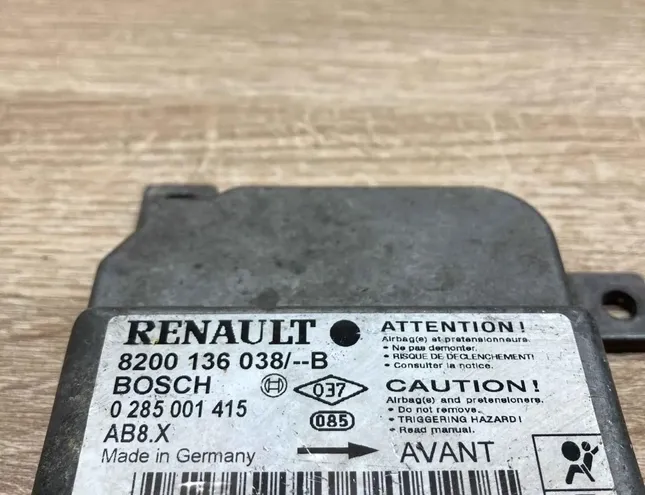 RENAULT
8200 136 038/--B
BOSCH
0 285 001 415
AB8.X
Made in Germany
037
085
ATTENTION!
Airbag(s) et pretensionneurs.
• Ne pas demonter.
• RISQUE DE DECLENCHEMENT!
• Consulter la notice.
CAUTION!
Airbag(s) and pretensioners.
• Do not remove.
• TRIGGERING HAZARD!
• Read manual.
AVANT